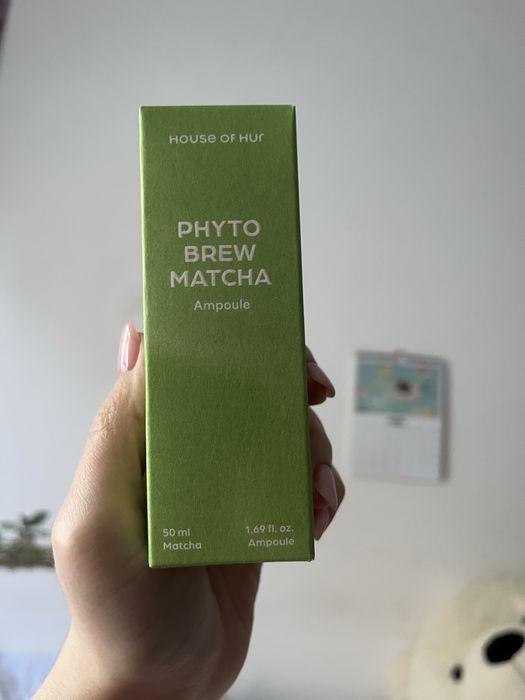 House of Hur
PHYTO
BREW
MATCHA
Ampoule
50 ml
Matcha
1.69 fl. oz.
Ampoule